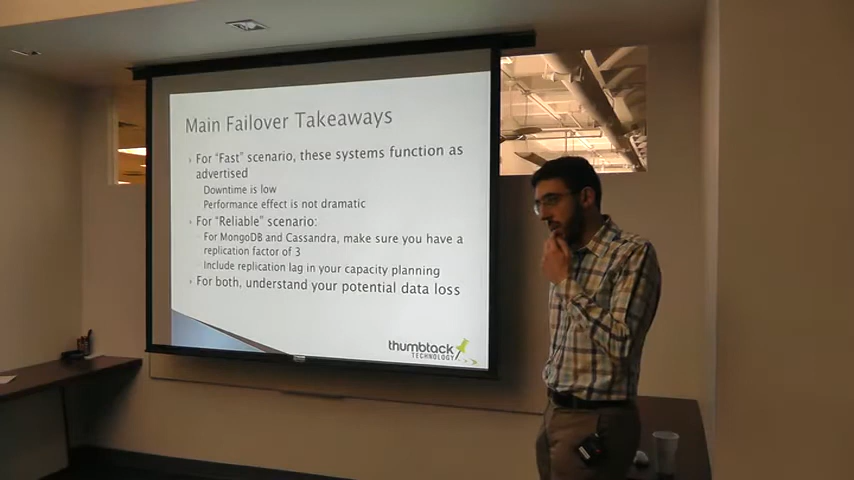 Main Failover Takeaways
For "Fast" scenario, these systems function as
advertised
Downtime is low
Performance effect is not dramatic
For "Reliable" scenario:
For MongoDB and Cassandra, make sure you have a
replication factor of 3
Include replication lag in your capacity planning
For both, understand your potential data loss
thumbtack
TECHNOLOGY